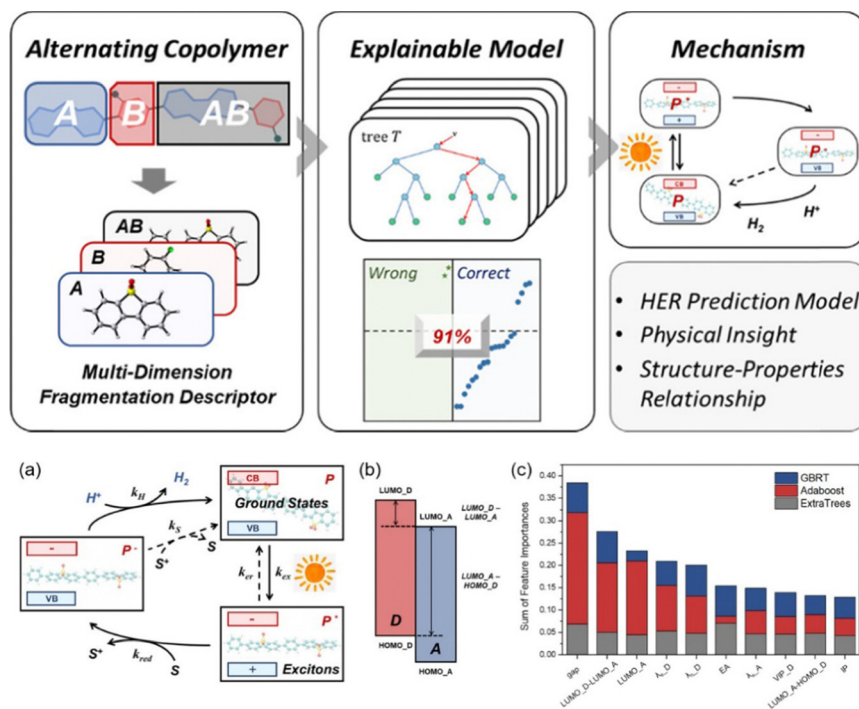 Alternating Copolymer
A
B
AB
AB
B
A
Multi-Dimension
Fragmentation Descriptor
Explainable Model
tree T
v
Wrong
Correct
91%
Mechanism
-
P*
+
-
P
VB
CB
P
VB
H₂
H⁺
• HER Prediction Model
• Physical Insight
• Structure-Properties
Relationship
(a)
H⁺
k_H
H₂
CB
P
Ground States
VB
-
P⁻
VB
k_S
S⁺
S
k_er
k_ex
-
P*
+
Excitons
S⁺
k_red
S
(b)
LUMO_D
LUMO_A
LUMO_D –
LUMO_A
LUMO_A –
HOMO_D
D
A
HOMO_D
HOMO_A
(c)
Sum of Feature Importances
0.45
0.40
0.35
0.30
0.25
0.20
0.15
0.10
0.05
0.00
GBRT
Adaboost
ExtraTrees
gap
LUMO_D-LUMO_A
LUMO_A
EA
VIP_D
LUMO_A-HOMO_D
IP